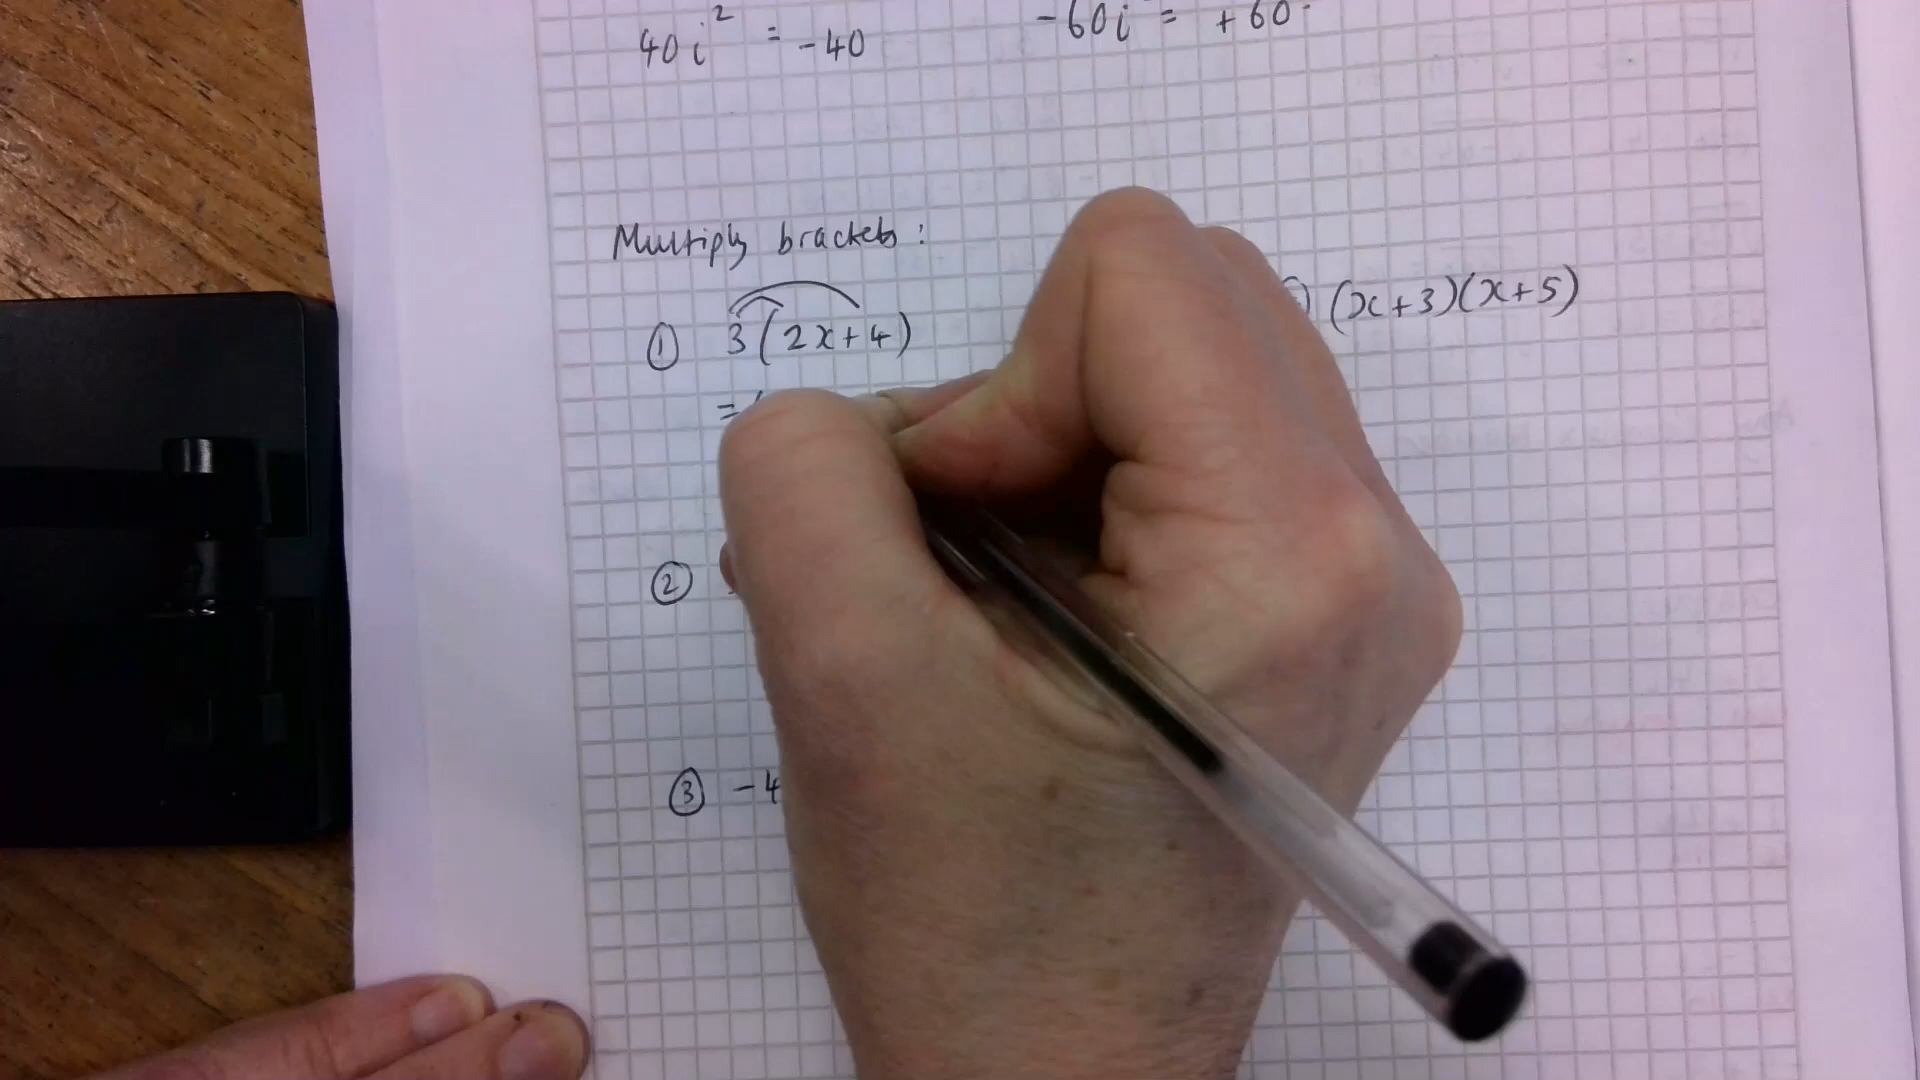 40i² = -40
-60i = +60
Multiply brackets :
① 3(2x+4)
=
②
③ -4
(x+3)(x+5)